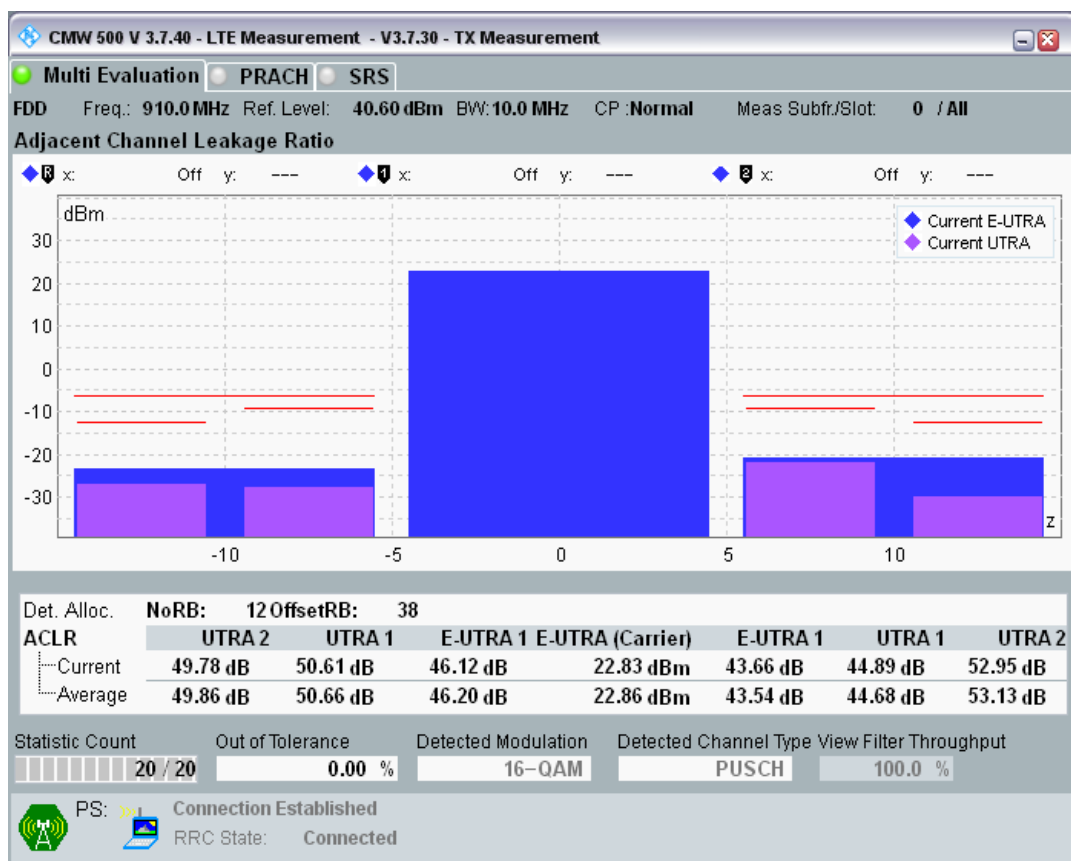 CMW 500 V 3.7.40 - LTE Measurement - V3.7.30 - TX Measurement
Multi Evaluation PRACH SRS
FDD Freq.: 910.0 MHz Ref. Level: 40.60 dBm BW: 10.0 MHz CP :Normal Meas Subfr./Slot: 0 / All
Adjacent Channel Leakage Ratio
R x: Off y: --- 1 x: Off y: --- 2 x: Off y: ---
dBm
Current E-UTRA
Current UTRA
30
20
10
0
-10
-20
-30
z
-10 -5 0 5 10
Det. Alloc. NoRB: 12 OffsetRB: 38
ACLR UTRA 2 UTRA 1 E-UTRA 1 E-UTRA (Carrier) E-UTRA 1 UTRA 1 UTRA 2
Current 49.78 dB 50.61 dB 46.12 dB 22.83 dBm 43.66 dB 44.89 dB 52.95 dB
Average 49.86 dB 50.66 dB 46.20 dB 22.86 dBm 43.54 dB 44.68 dB 53.13 dB
Statistic Count Out of Tolerance Detected Modulation Detected Channel Type View Filter Throughput
20 / 20 0.00 % 16-QAM PUSCH 100.0 %
PS: Connection Established
RRC State: Connected